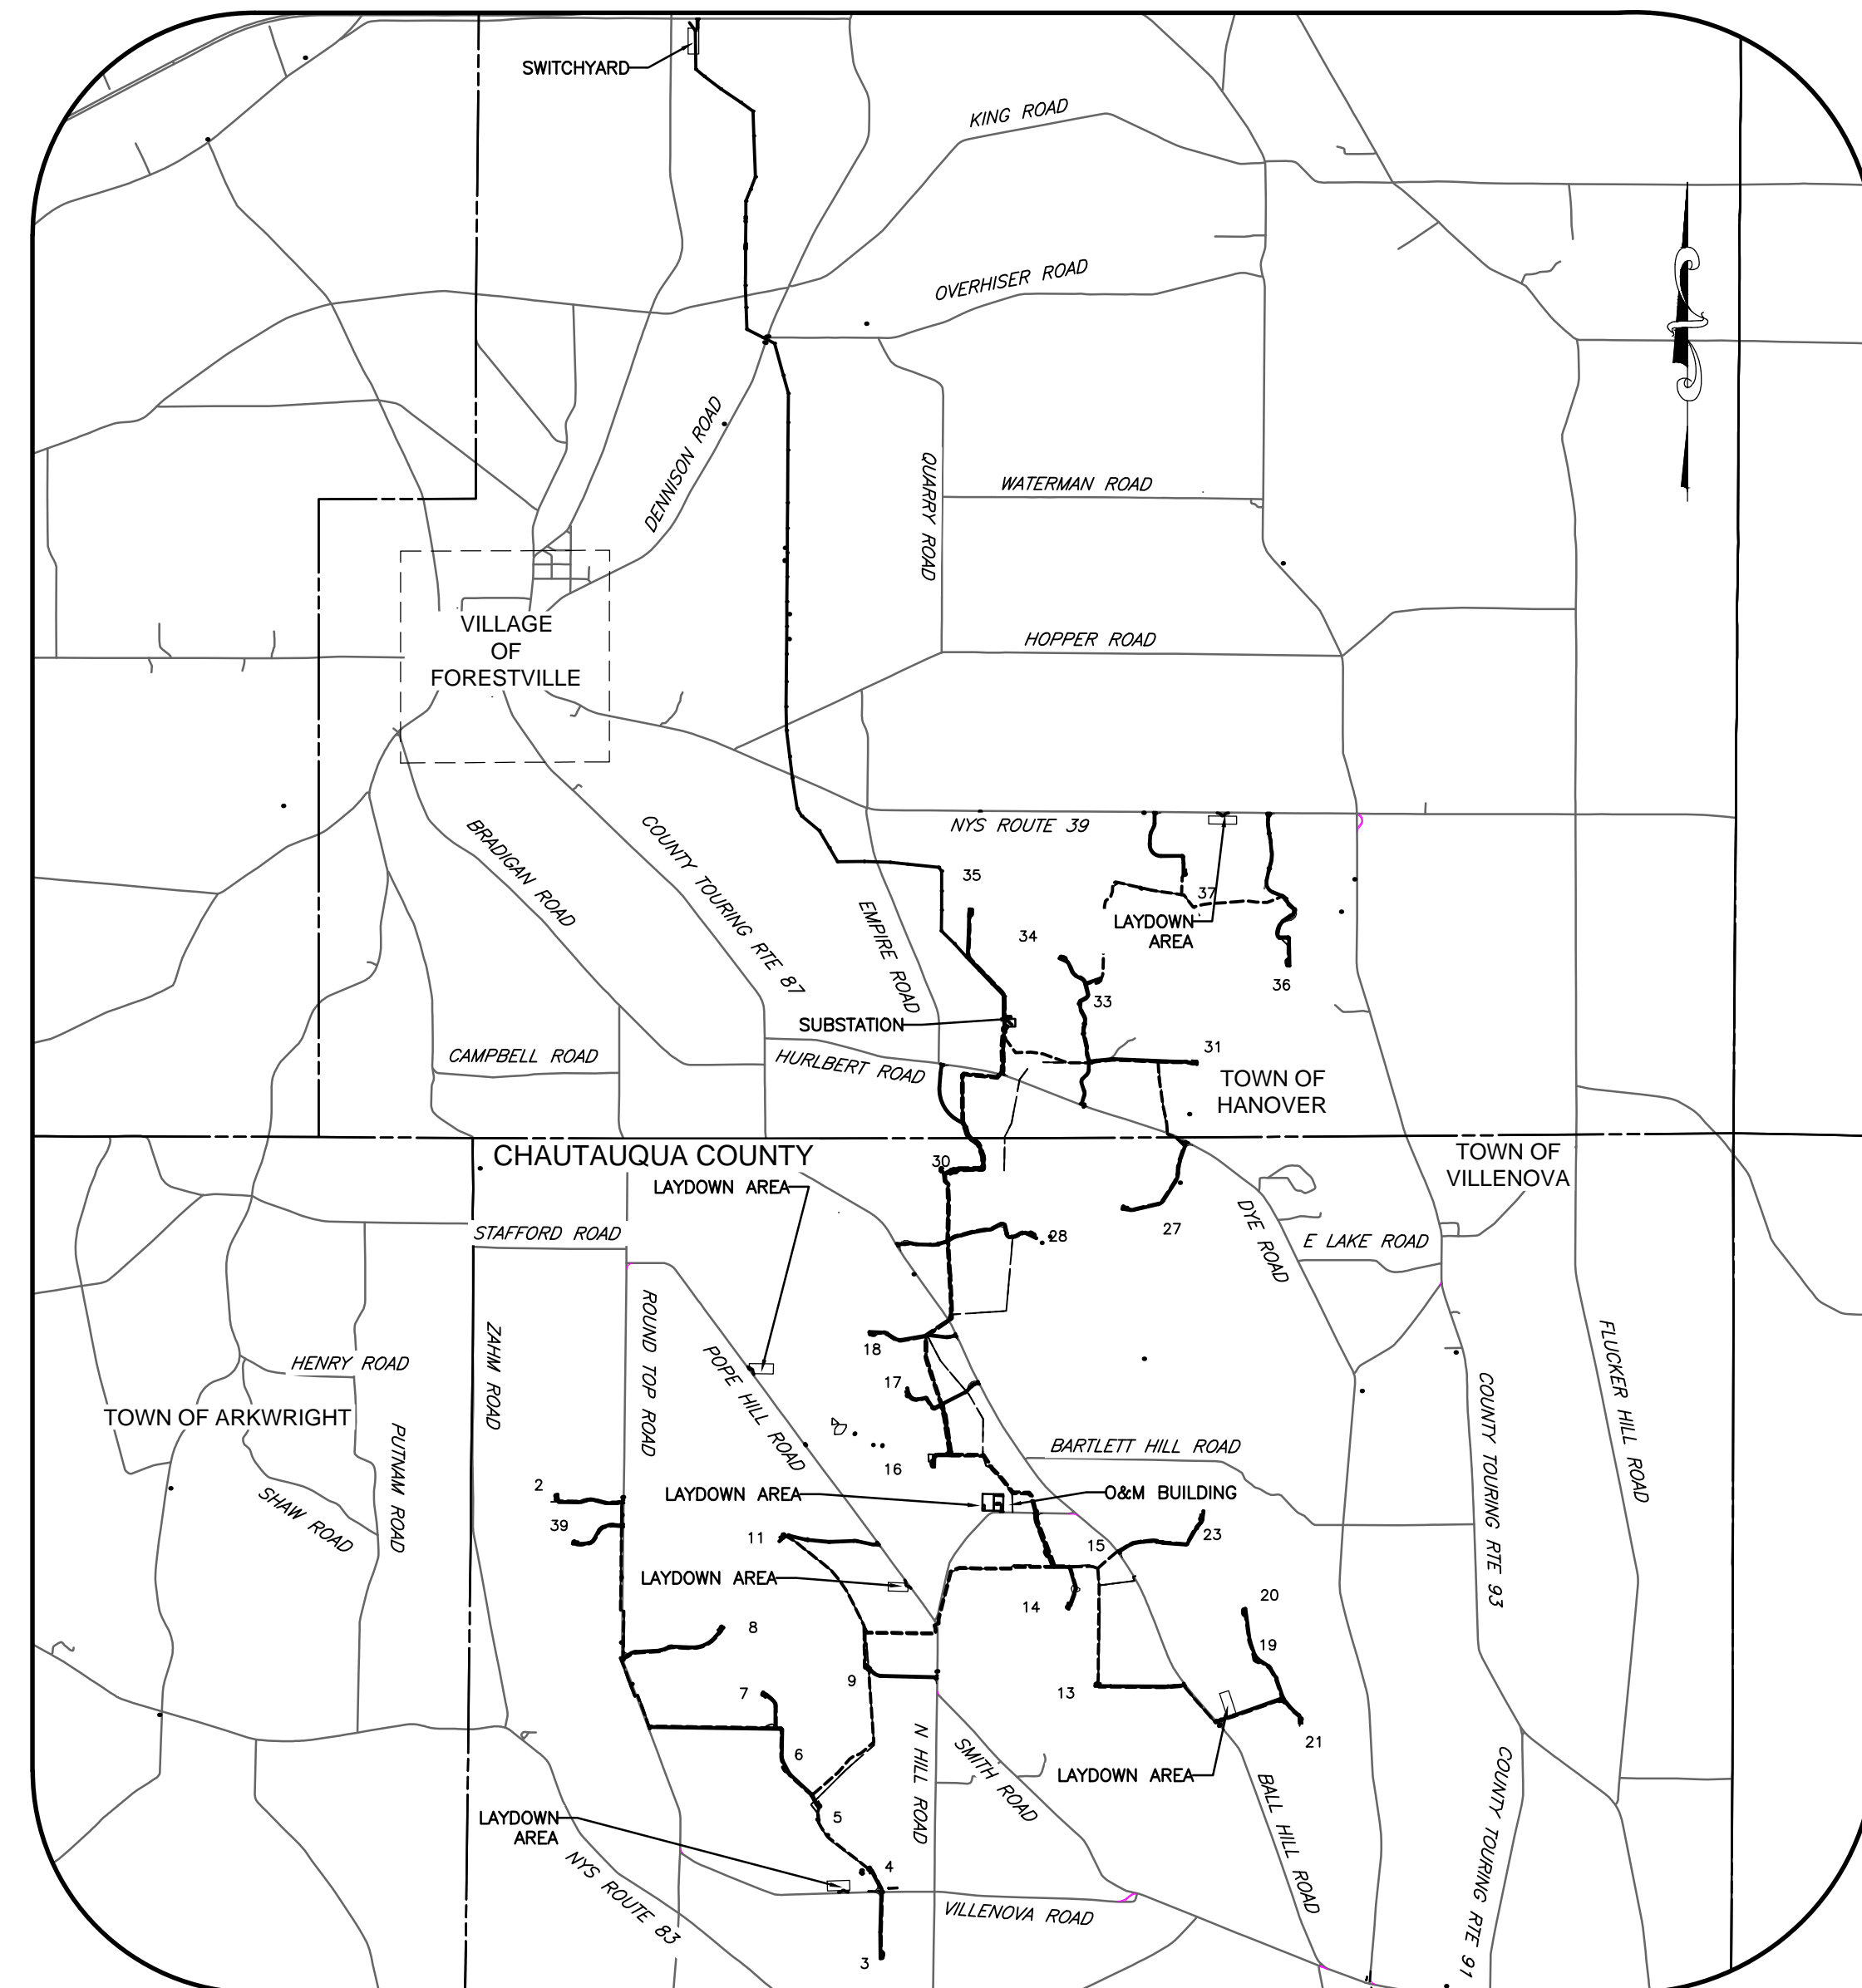 SWITCHYARD
KING ROAD
OVERHISER ROAD
DENNISON ROAD
QUARRY ROAD
WATERMAN ROAD
VILLAGE
OF
FORESTVILLE
HOPPER ROAD
BRADIGAN ROAD
COUNTY TOURING RTE 87
NYS ROUTE 39
EMPIRE ROAD
35
37
LAYDOWN
AREA
34
33
36
SUBSTATION
CAMPBELL ROAD
HURLBERT ROAD
31
TOWN OF
HANOVER
CHAUTAUQUA COUNTY
TOWN OF
VILLENOVA
30
LAYDOWN AREA
STAFFORD ROAD
28
27
DYE ROAD
E LAKE ROAD
ZAHM ROAD
ROUND TOP ROAD
POPE HILL ROAD
18
HENRY ROAD
17
TOWN OF ARKWRIGHT
PUTNAM ROAD
SHAW ROAD
COUNTY TOURING RTE 93
FLUCKER HILL ROAD
BARTLETT HILL ROAD
16
2
LAYDOWN AREA
O&M BUILDING
39
11
15
23
LAYDOWN AREA
14
20
8
19
9
7
13
6
21
N HILL ROAD
SMITH ROAD
LAYDOWN AREA
BALL HILL ROAD
COUNTY TOURING RTE 91
LAYDOWN
AREA
5
NYS ROUTE 83
4
VILLENOVA ROAD
3